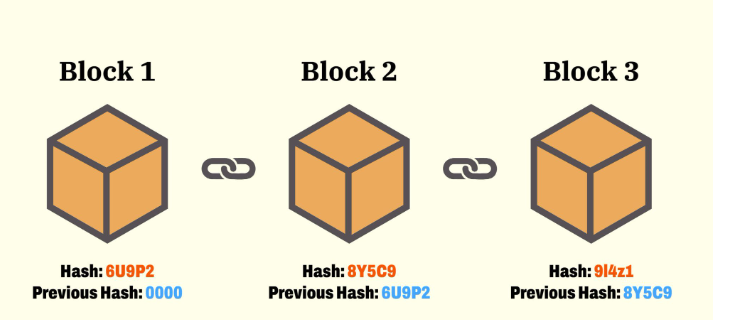 Block 1
Block 2
Block 3
Hash: 6U9P2
Previous Hash: 0000
Hash: 8Y5C9
Previous Hash: 6U9P2
Hash: 9l4z1
Previous Hash: 8Y5C9